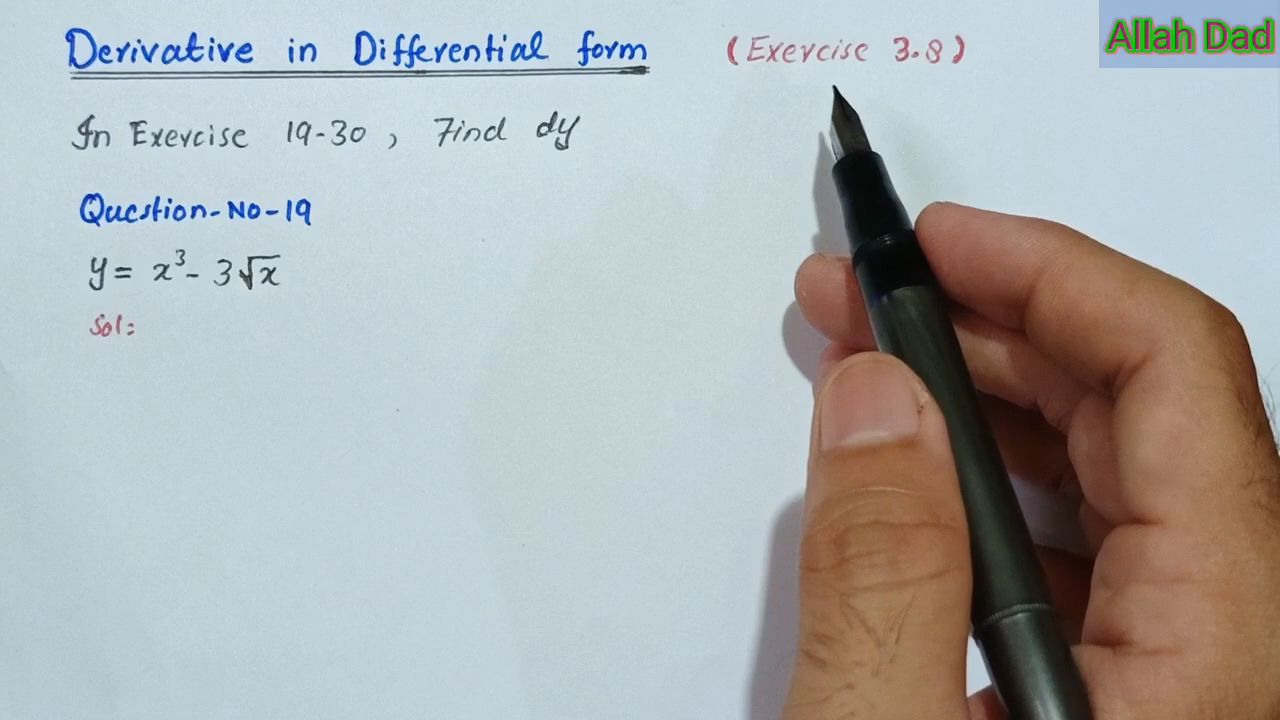 Derivative in Differential form (Exercise 3.8)
Allah Dad
In Exercise 19-30, Find dy
Question-No-19
y = x³ - 3√x
Sol: